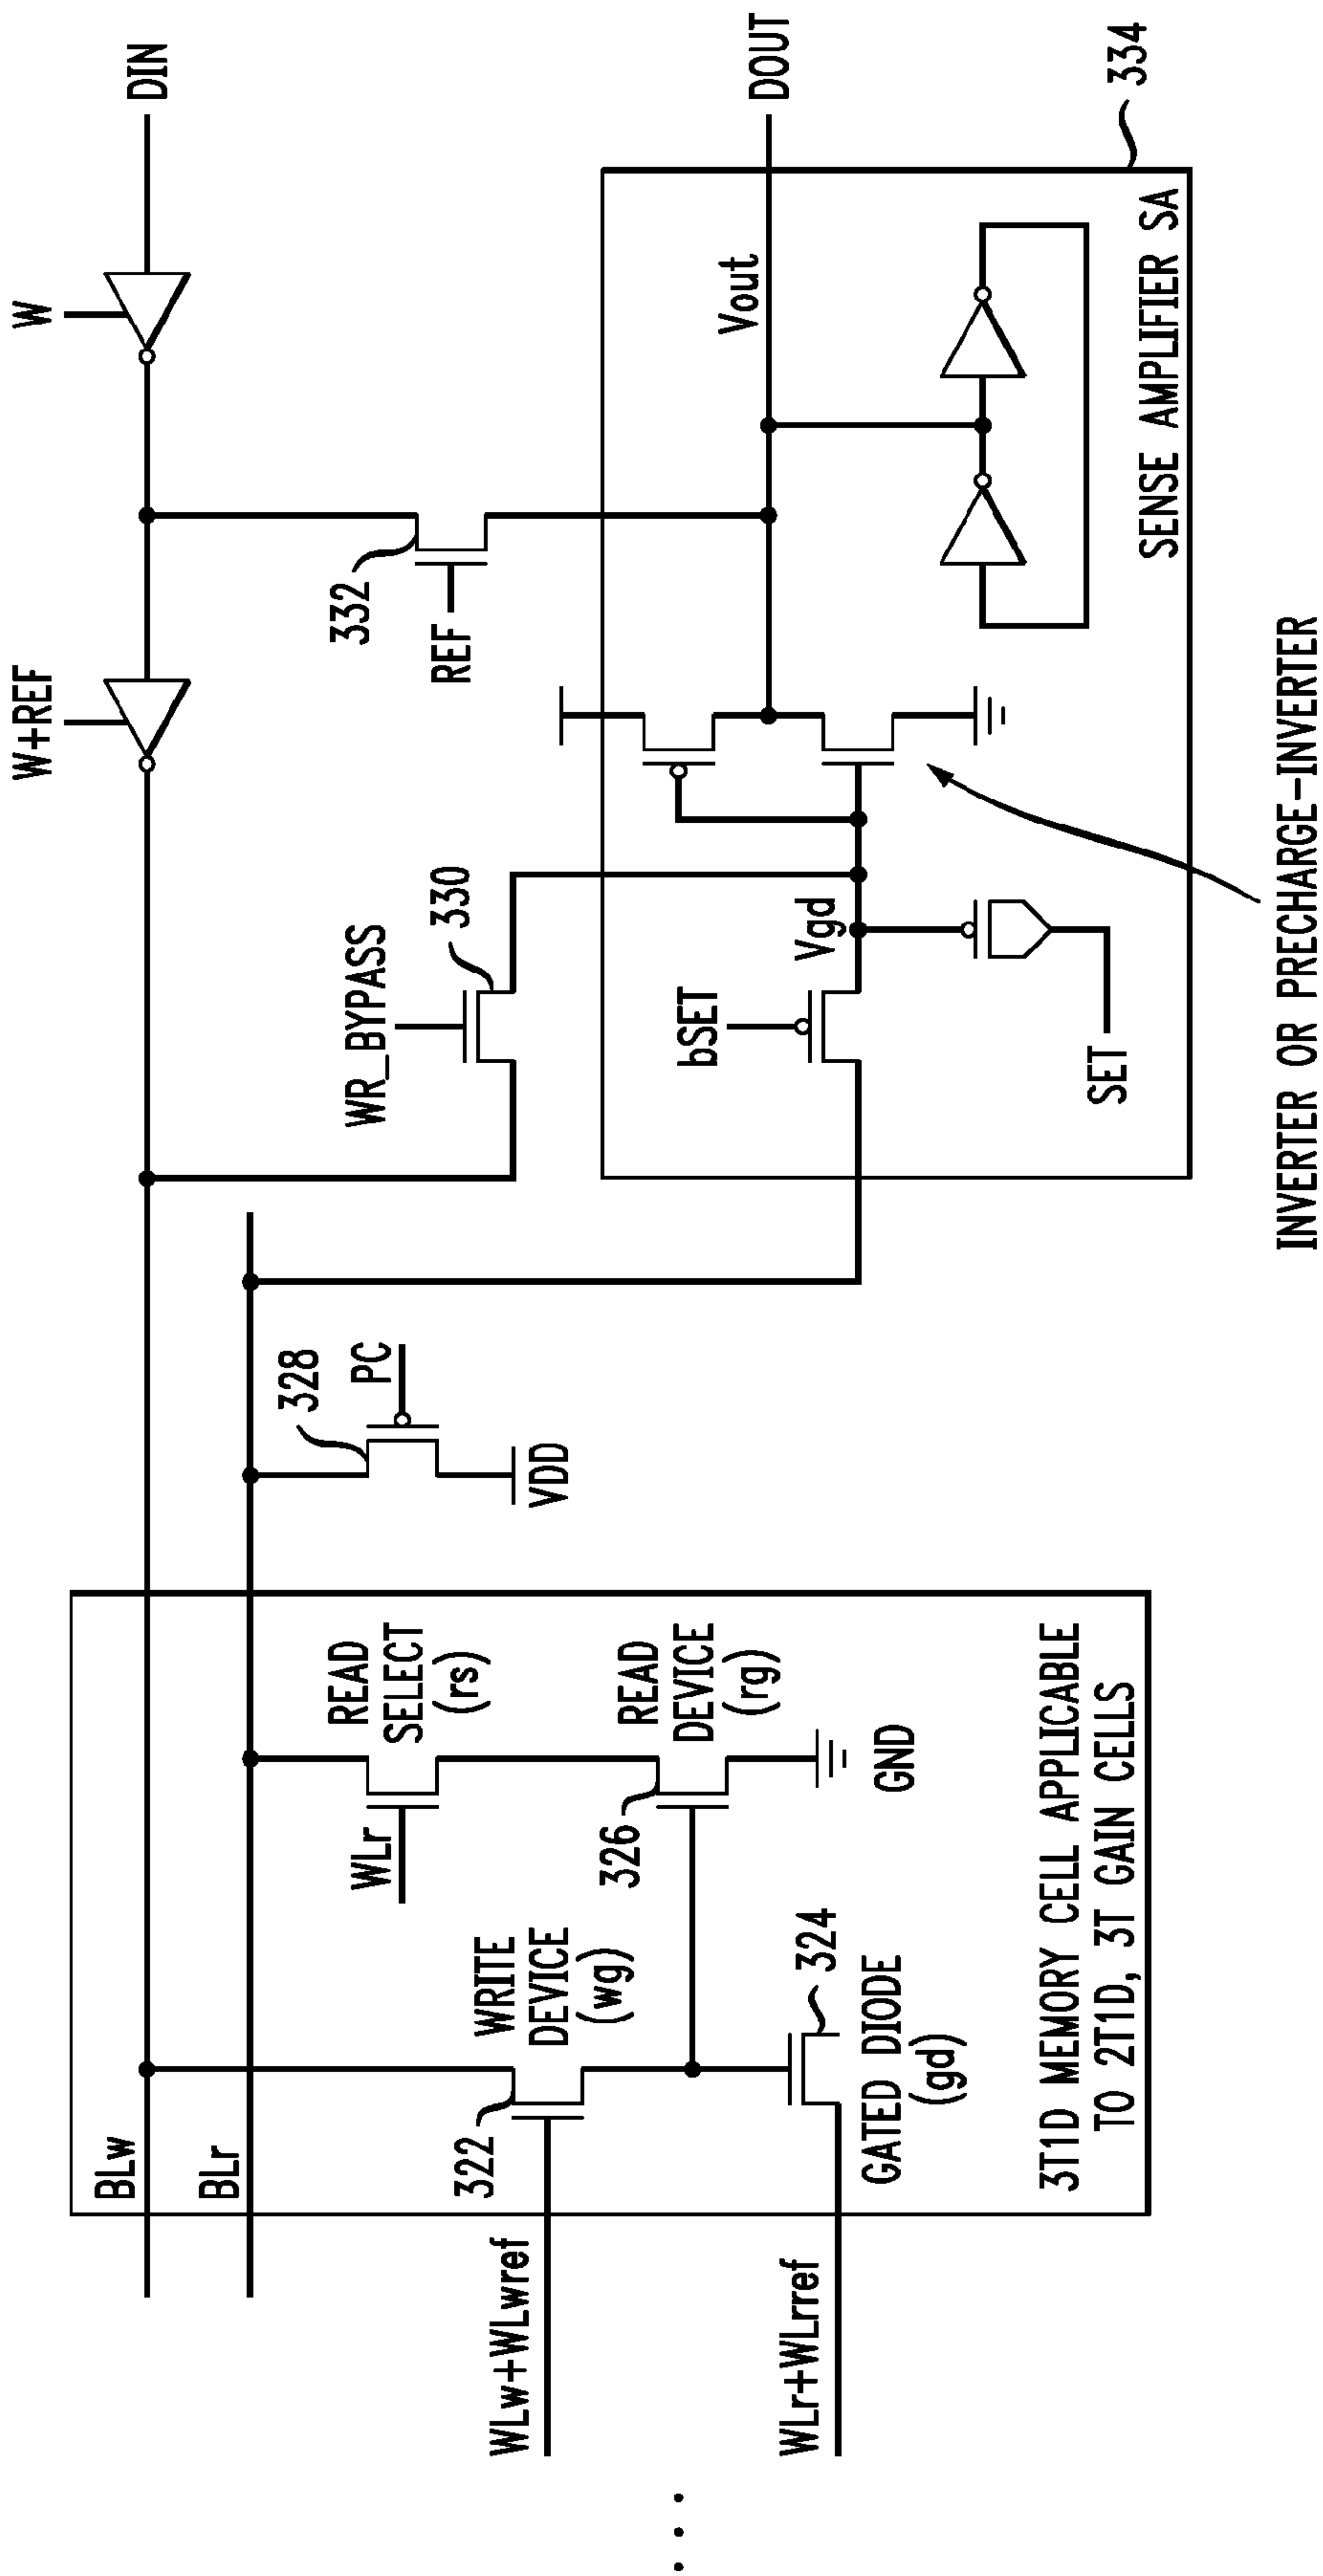 BLw
BLr
WLw+WLwref
WLr+WLrref
322
WRITE
DEVICE
(wg)
GATED DIODE
(gd)
324
WLr
READ
SELECT
(rs)
326
READ
DEVICE
(rg)
GND
3T1D MEMORY CELL APPLICABLE
TO 2T1D, 3T GAIN CELLS
328
PC
VDD
WR_BYPASS
330
W+REF
W
DIN
332
REF
bSET
Vgd
SET
Vout
DOUT
SENSE AMPLIFIER SA
334
INVERTER OR PRECHARGE-INVERTER